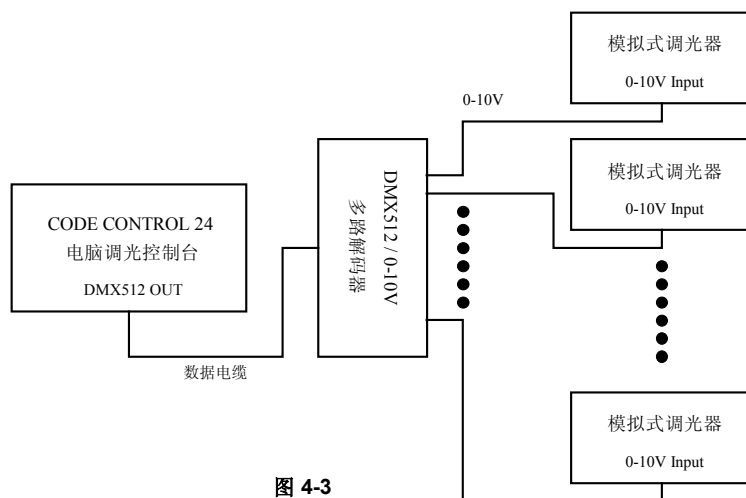 模拟式调光器
0-10V Input
0-10V
模拟式调光器
0-10V Input
DMX512 / 0-10V
多路解码器
CODE CONTROL 24
电脑调光控制台
DMX512 OUT
数据电缆
模拟式调光器
0-10V Input
图 4-3